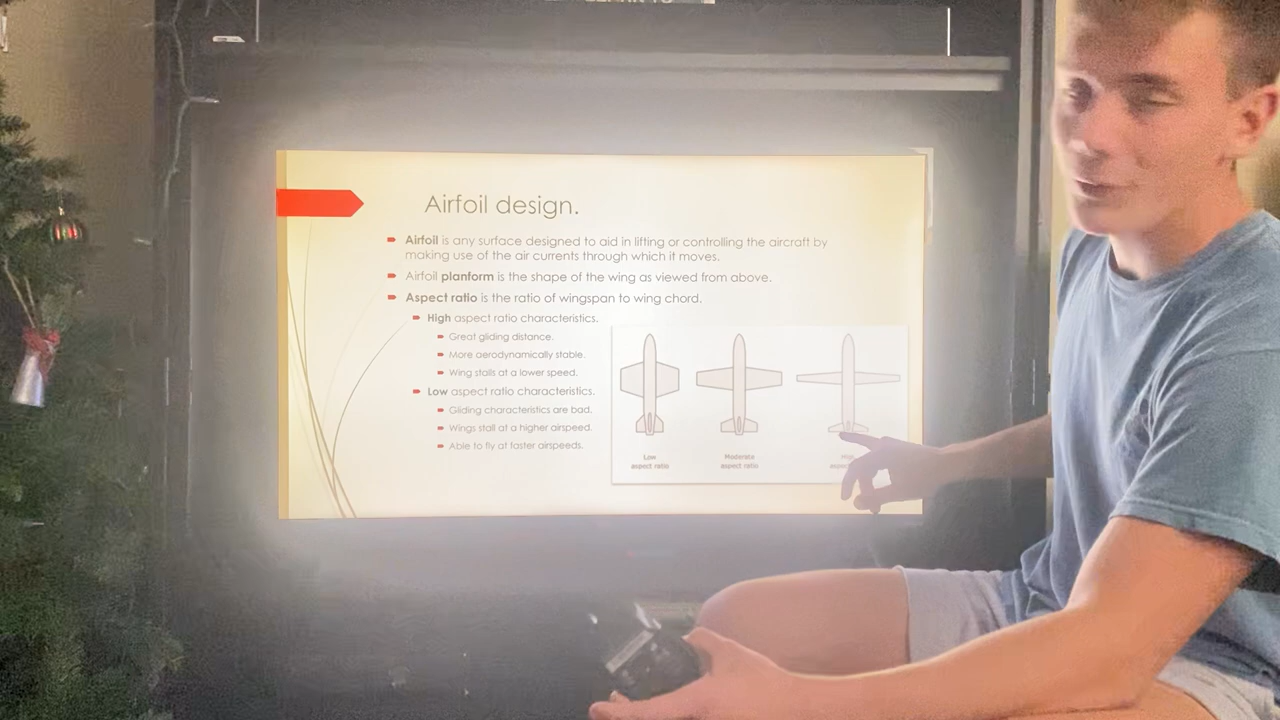 Airfoil design.
Airfoil is any surface designed to aid in lifting or controlling the aircraft by
making use of the air currents through which it moves.
Airfoil planform is the shape of the wing as viewed from above.
Aspect ratio is the ratio of wingspan to wing chord.
High aspect ratio characteristics.
Great gliding distance.
More aerodynamically stable.
Wing stalls at a lower speed.
Low aspect ratio characteristics.
Gliding characteristics are bad.
Wings stall at a higher airspeed.
Able to fly at faster airspeeds.
Low
aspect ratio
Moderate
aspect ratio
High